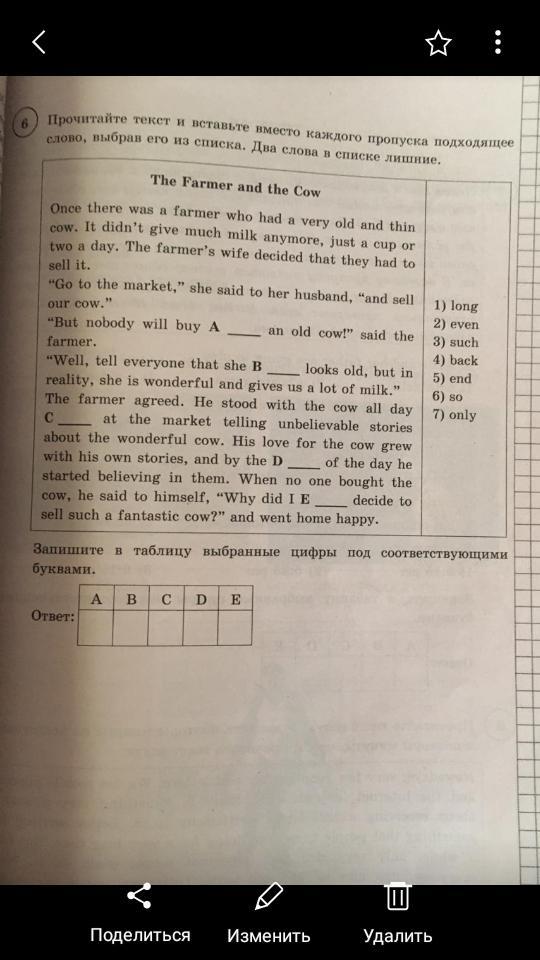 6
Прочитайте текст и вставьте вместо каждого пропуска подходящее
слово, выбрав его из списка. Два слова в списке лишние.
The Farmer and the Cow
Once there was a farmer who had a very old and thin
cow. It didn't give much milk anymore, just a cup or
two a day. The farmer's wife decided that they had to
sell it.
“Go to the market,” she said to her husband, “and sell
our cow.”
“But nobody will buy A ____ an old cow!” said the
farmer.
“Well, tell everyone that she B ____ looks old, but in
reality, she is wonderful and gives us a lot of milk.”
The farmer agreed. He stood with the cow all day
C ____ at the market telling unbelievable stories
about the wonderful cow. His love for the cow grew
with his own stories, and by the D ____ of the day he
started believing in them. When no one bought the
cow, he said to himself, “Why did I E ____ decide to
sell such a fantastic cow?” and went home happy.
1) long
2) even
3) such
4) back
5) end
6) so
7) only
Запишите в таблицу выбранные цифры под соответствующими
буквами.
Ответ:
A B C D E
Поделиться Изменить Удалить